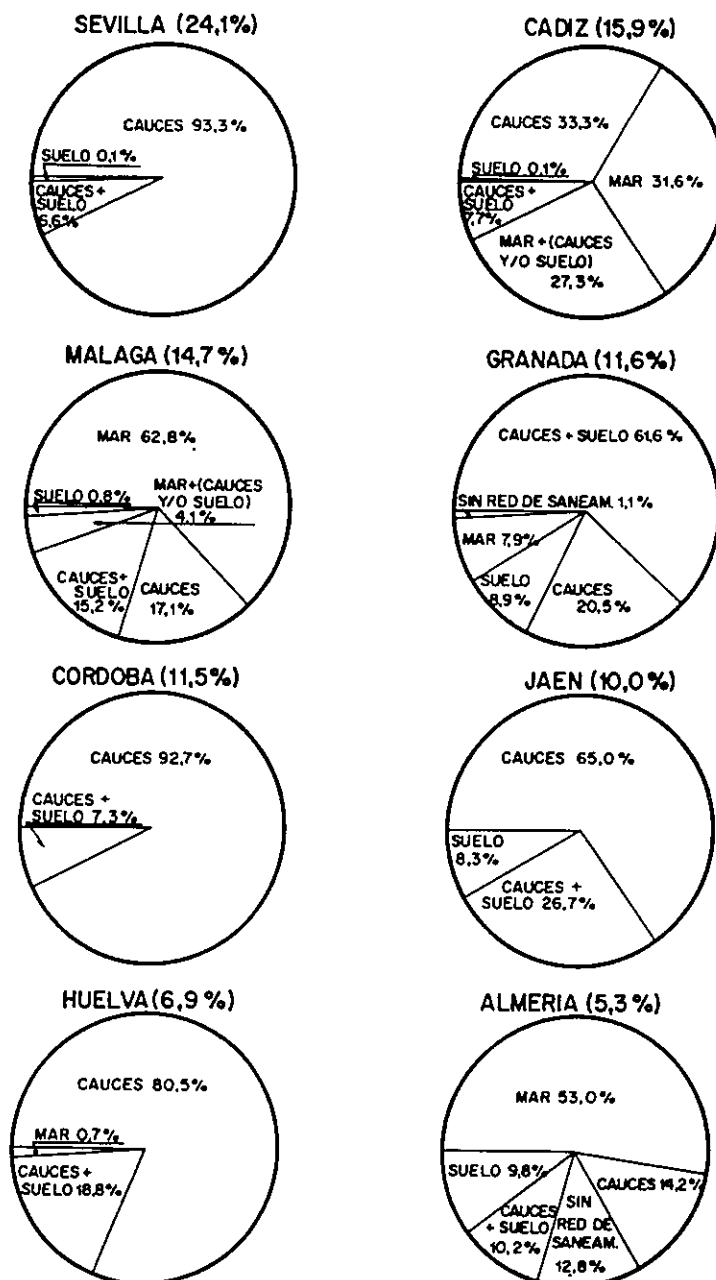 SEVILLA (24,1%)
CAUCES 93,3%
SUELO 0,1%
CAUCES +
SUELO
6,6%
CADIZ (15,9%)
CAUCES 33,3%
MAR 31,6%
SUELO 0,1%
CAUCES +
SUELO
7,7%
MAR + (CAUCES
Y/O SUELO)
27,3%
MALAGA (14,7%)
MAR 62,8%
SUELO 0,8%
MAR+(CAUCES
Y/O SUELO)
4,1%
CAUCES+
SUELO
15,2%
CAUCES
17,1%
GRANADA (11,6%)
CAUCES + SUELO 61,6%
SIN RED DE SANEAM. 1,1%
MAR 7,9%
SUELO
8,9%
CAUCES
20,5%
CORDOBA (11,5%)
CAUCES 92,7%
CAUCES +
SUELO 7,3%
JAEN (10,0%)
CAUCES 65,0%
SUELO
8,3%
CAUCES +
SUELO 26,7%
HUELVA (6,9%)
CAUCES 80,5%
MAR 0,7%
CAUCES +
SUELO 18,8%
ALMERIA (5,3%)
MAR 53,0%
SUELO 9,8%
CAUCES 14,2%
CAUCES
+ SUELO
10,2%
SIN
RED DE
SANEAM.
12,8%